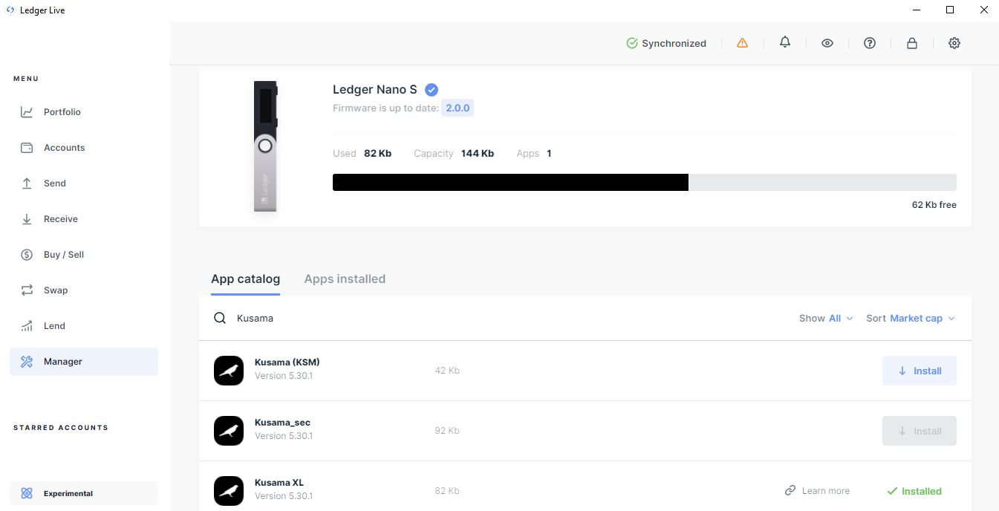 Ledger Live
Synchronized
MENU
Portfolio
Accounts
Send
Receive
Buy / Sell
Swap
Lend
Manager
STARRED ACCOUNTS
Experimental
Ledger
Ledger Nano S
Firmware is up to date: 2.0.0
Used 82 Kb Capacity 144 Kb Apps 1
62 Kb free
App catalog Apps installed
Kusama Show All Sort Market cap
Kusama (KSM)
Version 5.30.1
42 Kb
Install
Kusama_sec
Version 5.30.1
92 Kb
Install
Kusama XL
Version 5.30.1
82 Kb
Learn more
Installed